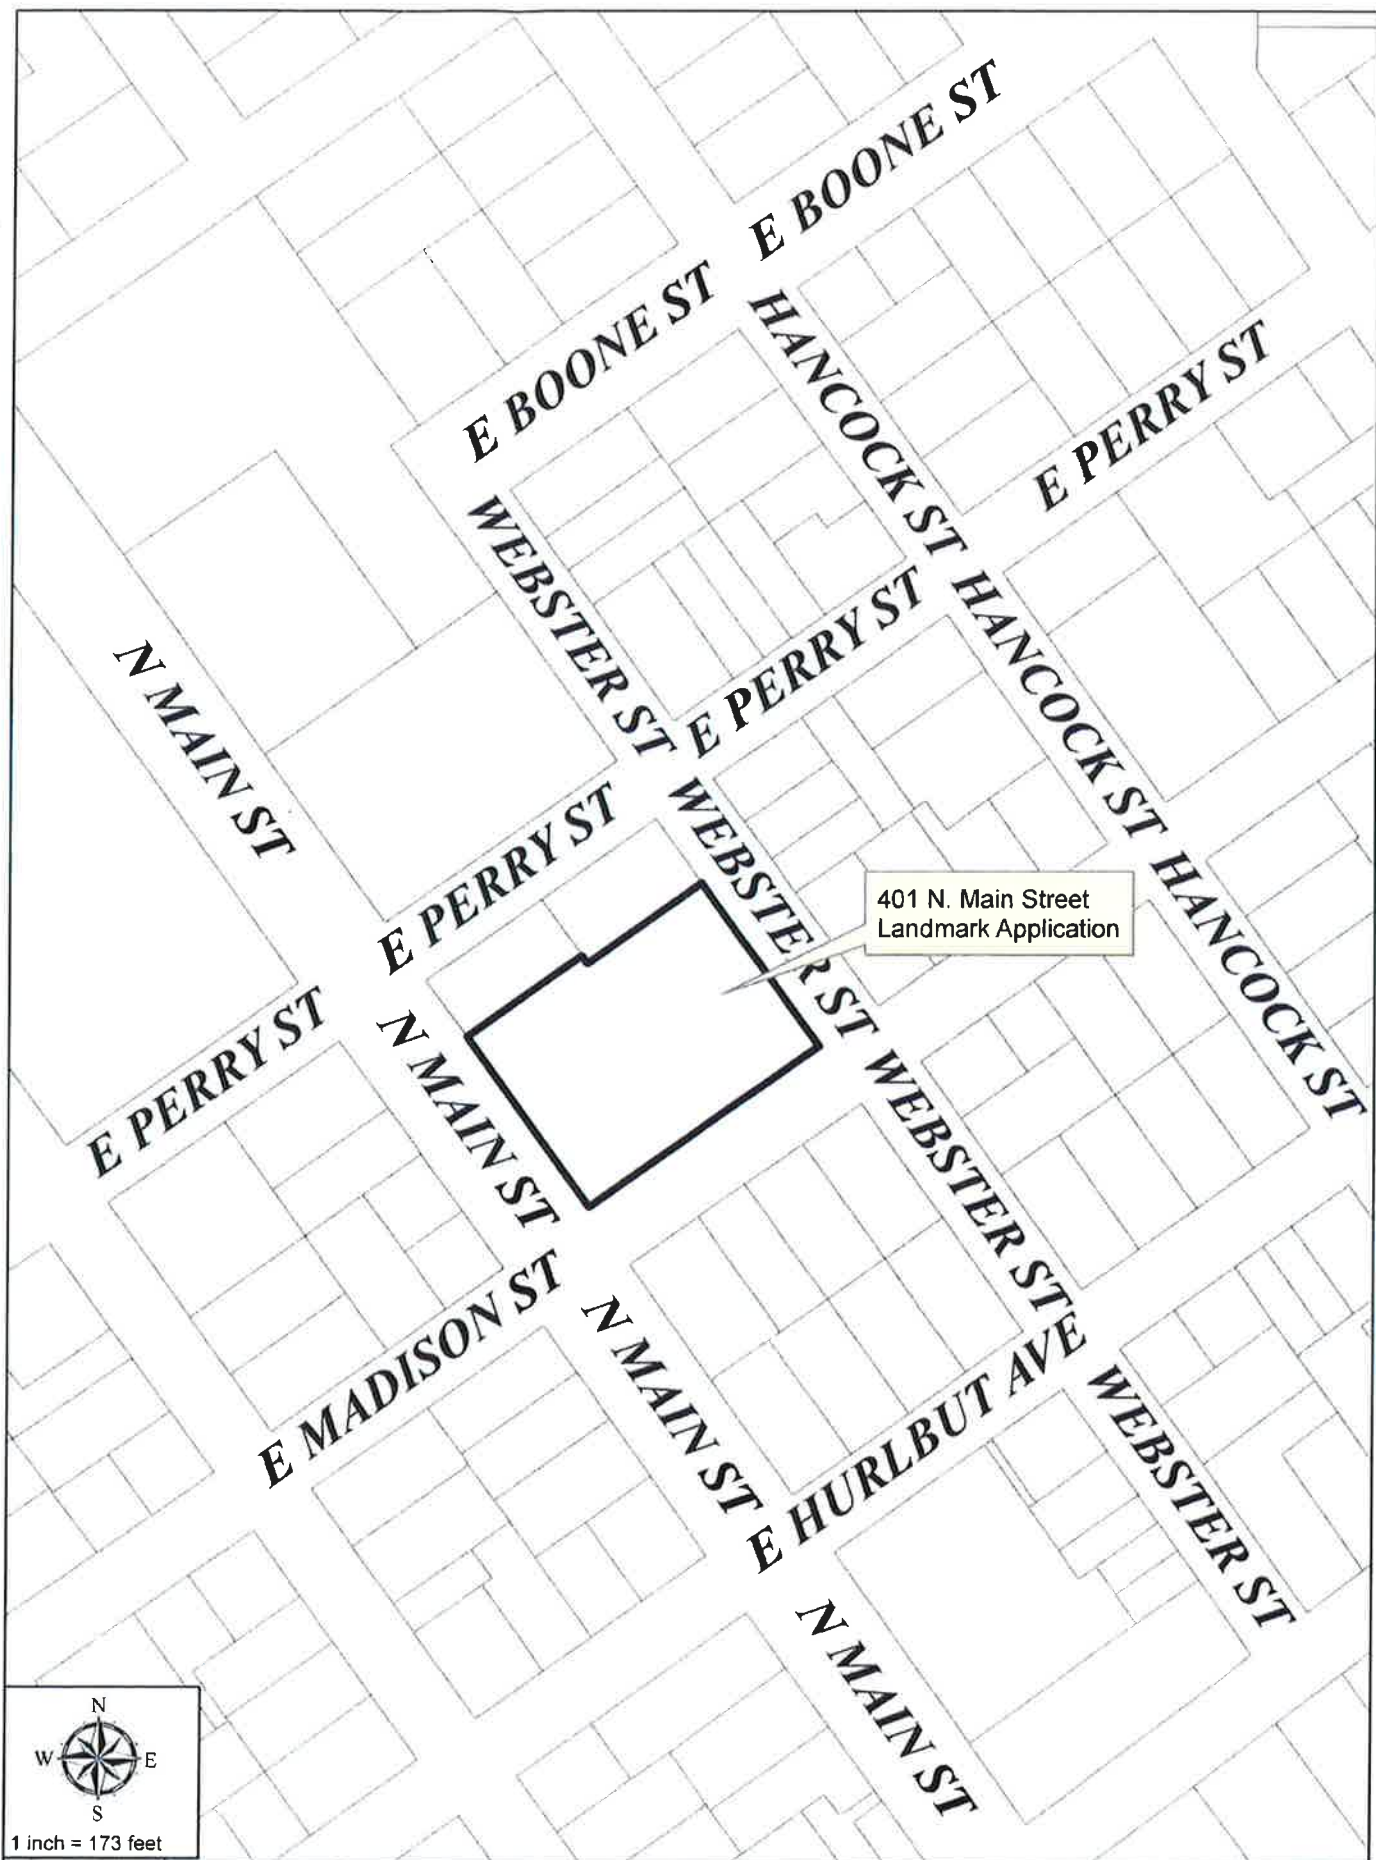 E BOONE ST
E BOONE ST
HANCOCK ST
E PERRY ST
WEBSTER ST
HANCOCK ST
E PERRY ST
N MAIN ST
E PERRY ST
WEBSTER ST
HANCOCK ST
401 N. Main Street
Landmark Application
E PERRY ST
N MAIN ST
WEBSTER ST
E MADISON ST
N MAIN ST
E HURLBUT AVE
WEBSTER ST
N MAIN ST
N
W
E
S
1 inch = 173 feet